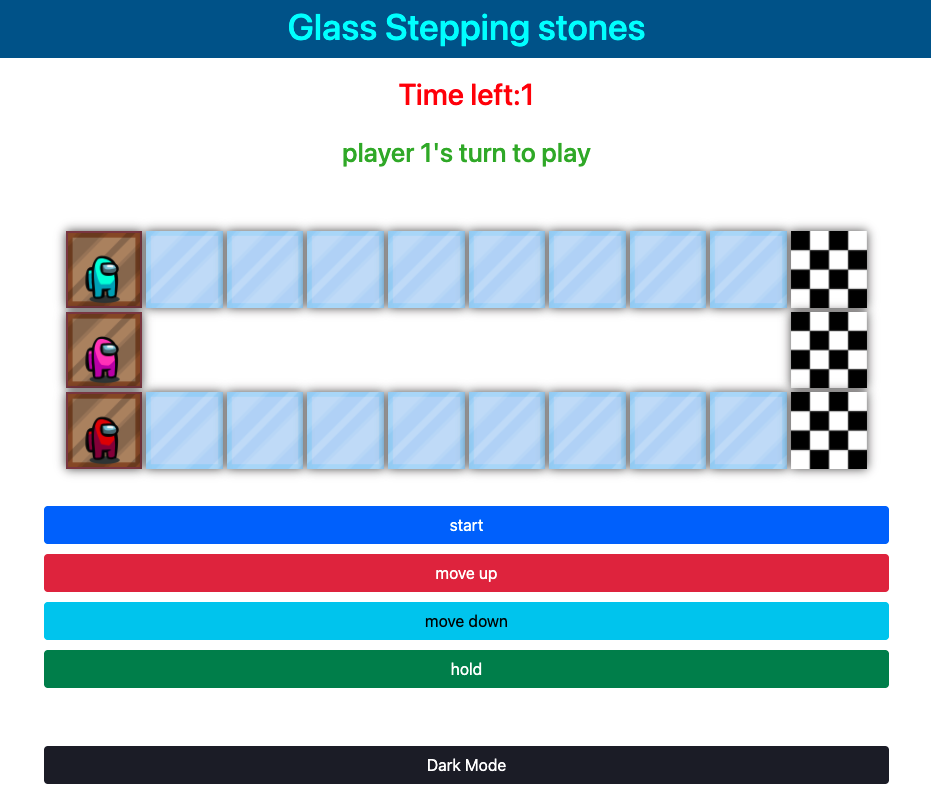 Glass Stepping stones
Time left:1
player 1's turn to play
start
move up
move down
hold
Dark Mode